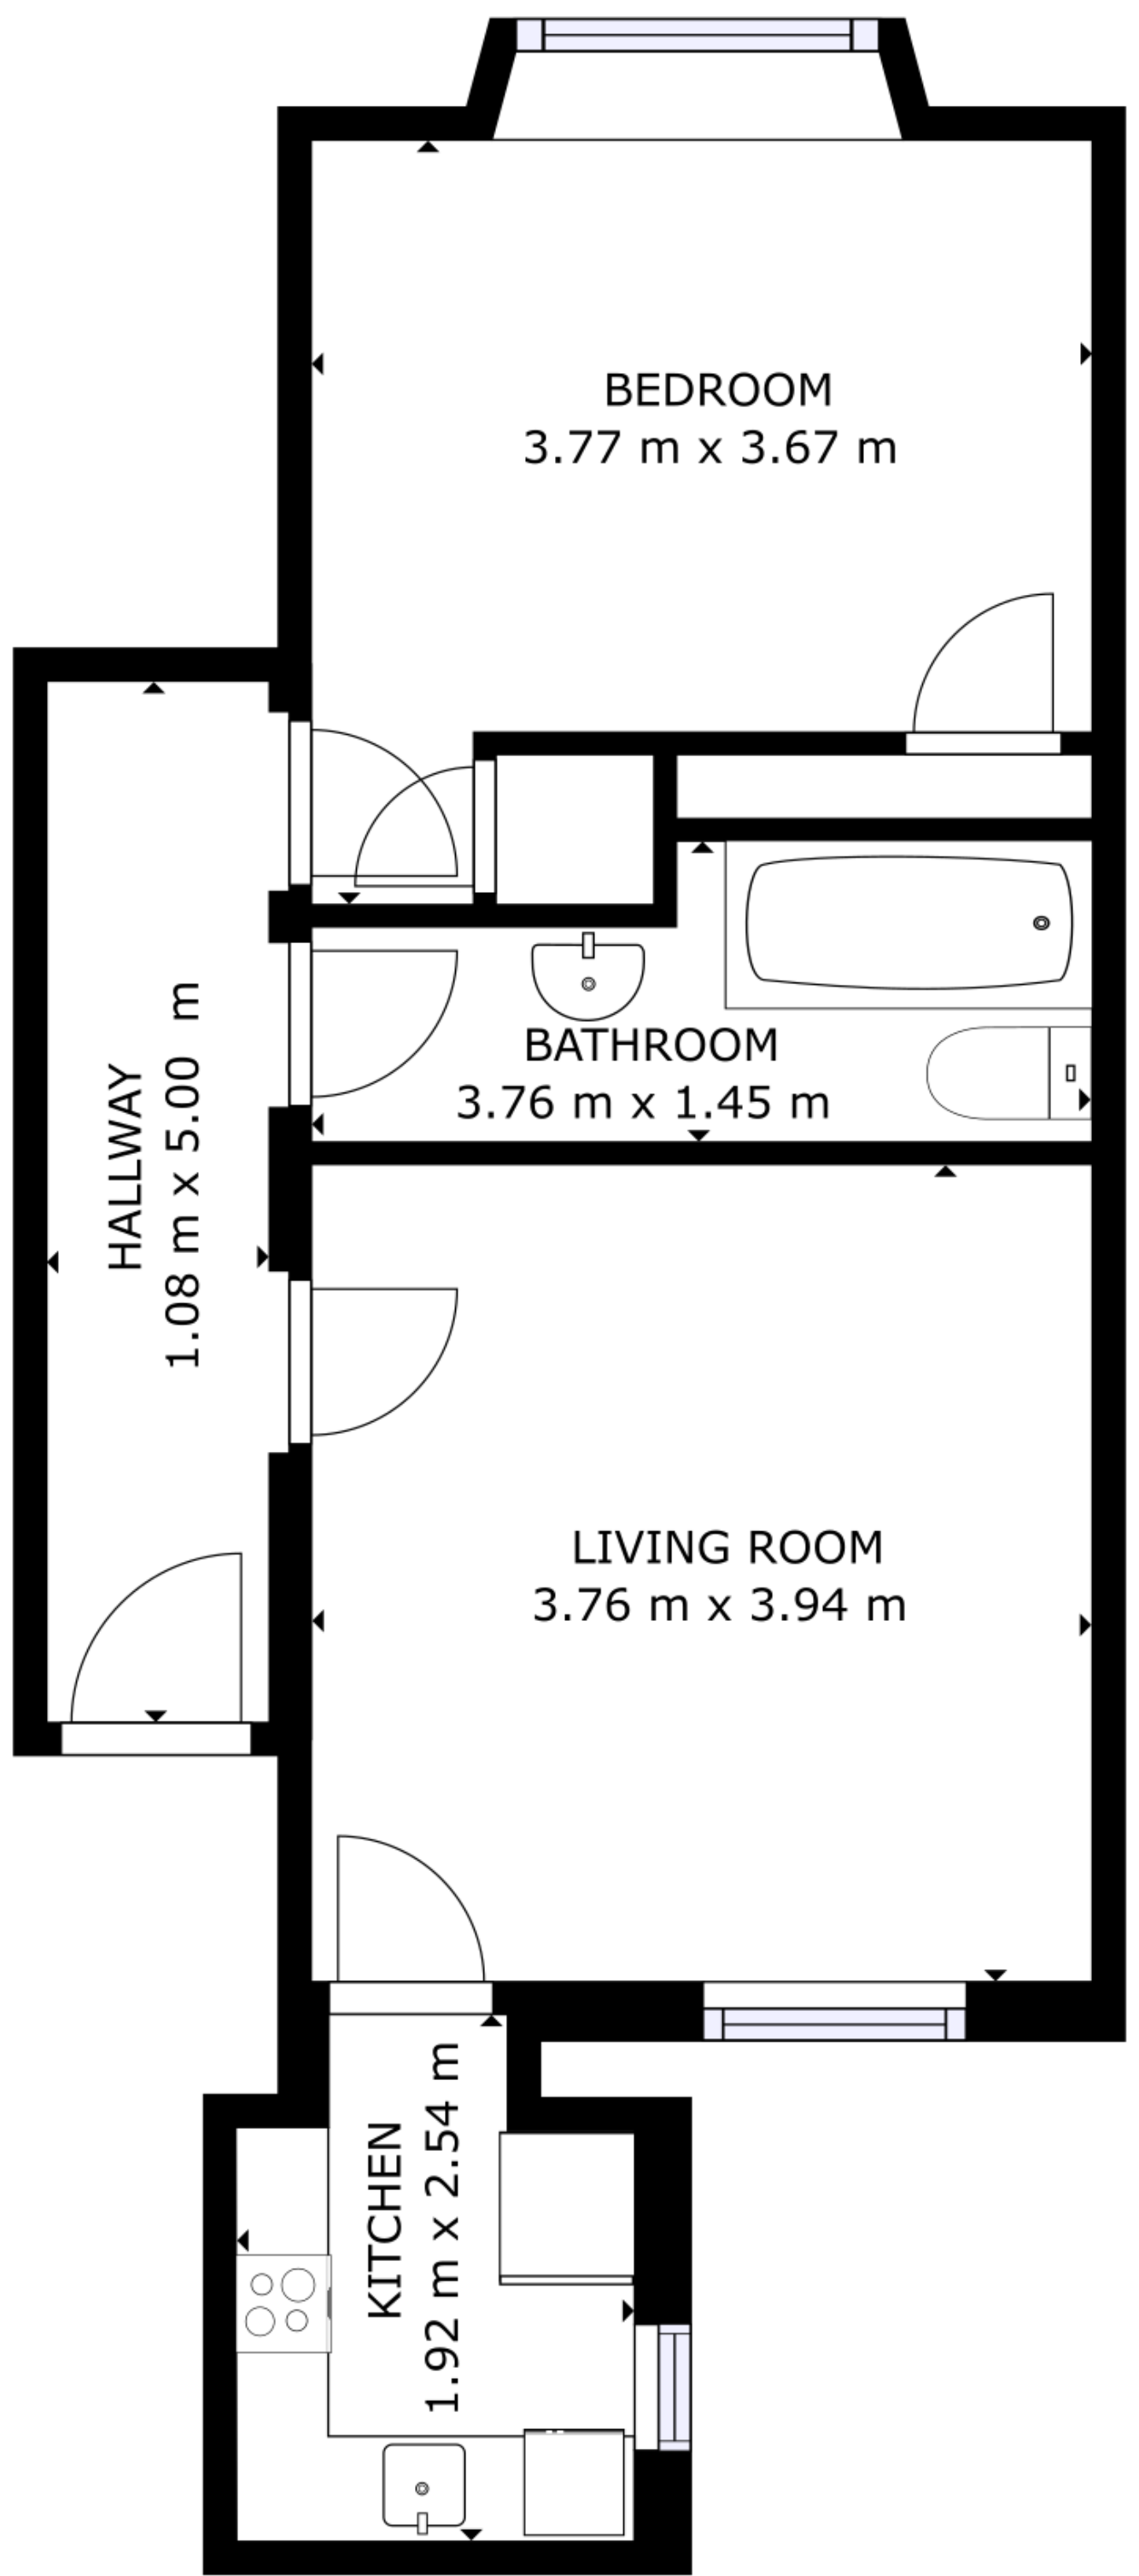 BEDROOM
3.77 m x 3.67 m
BATHROOM
3.76 m x 1.45 m
HALLWAY
1.08 m x 5.00 m
LIVING ROOM
3.76 m x 3.94 m
KITCHEN
1.92 m x 2.54 m